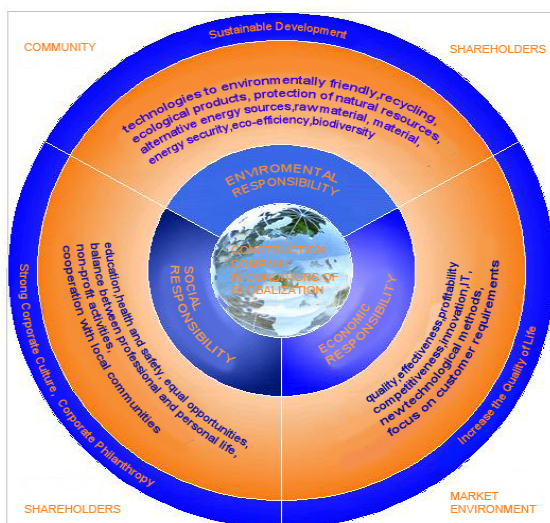 COMMUNITY
Sustainable Development
SHAREHOLDERS
technologies to environmentally friendly,recycling,
ecological products, protection of natural resources,
alternative energy sources,rawmaterial, material,
energy security,eco-efficiency,biodiversity
ENVIROMENTAL
RESPONSIBILITY
CONSTRUCTION
COMPANY
IN CONDITIONS OF
GLOBALIZATION
SOCIAL
RESPONSIBILITY
ECONOMIC
RESPONSIBILITY
education,health and safety, equal opportunities,
balance between professional and personal life,
non-profit activities,
cooperation with local communities
quality,effectiveness,profitability
competitiveness,innovation,IT,
new technological methods,
focus on customer requirements
Strong Corporate Culture, Corporate Philantropy
Increase the Quality of Life
SHAREHOLDERS
MARKET
ENVIRONMENT